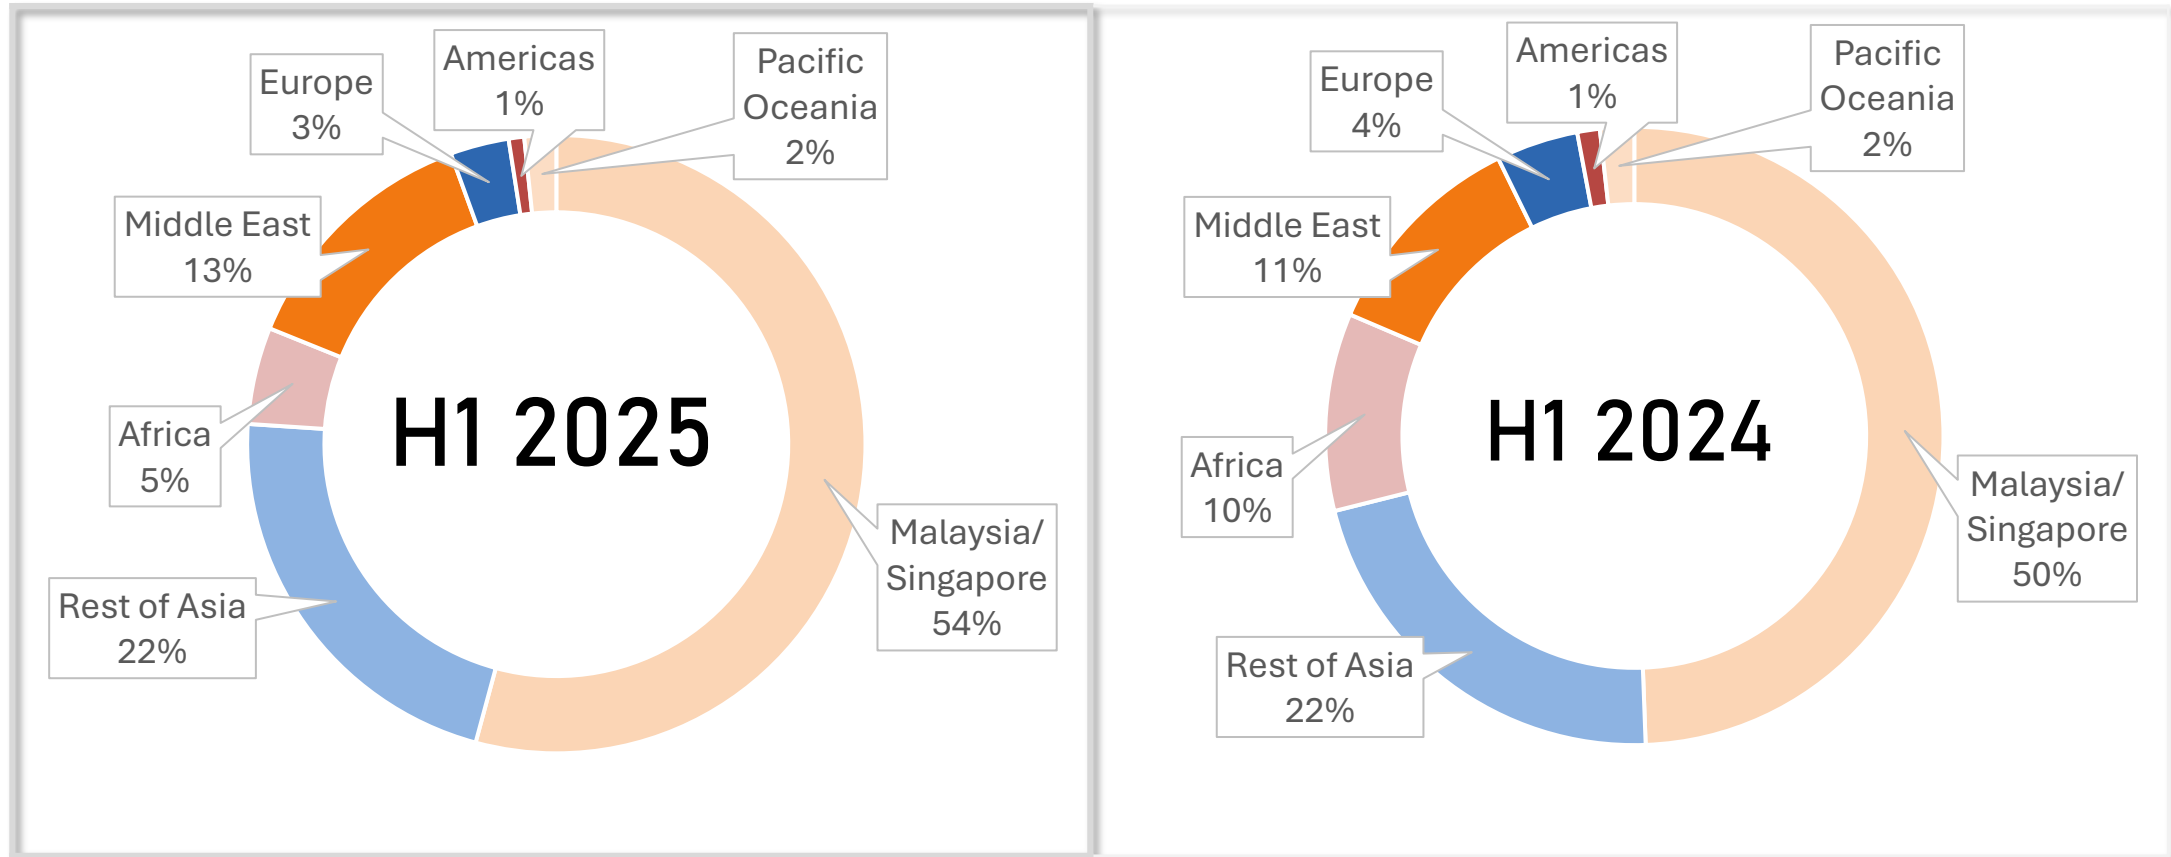 Europe
3%
Americas
1%
Pacific
Oceania
2%
Middle East
13%
H1 2025
Africa
5%
Malaysia/
Singapore
54%
Rest of Asia
22%
Europe
4%
Americas
1%
Pacific
Oceania
2%
Middle East
11%
H1 2024
Africa
10%
Malaysia/
Singapore
50%
Rest of Asia
22%